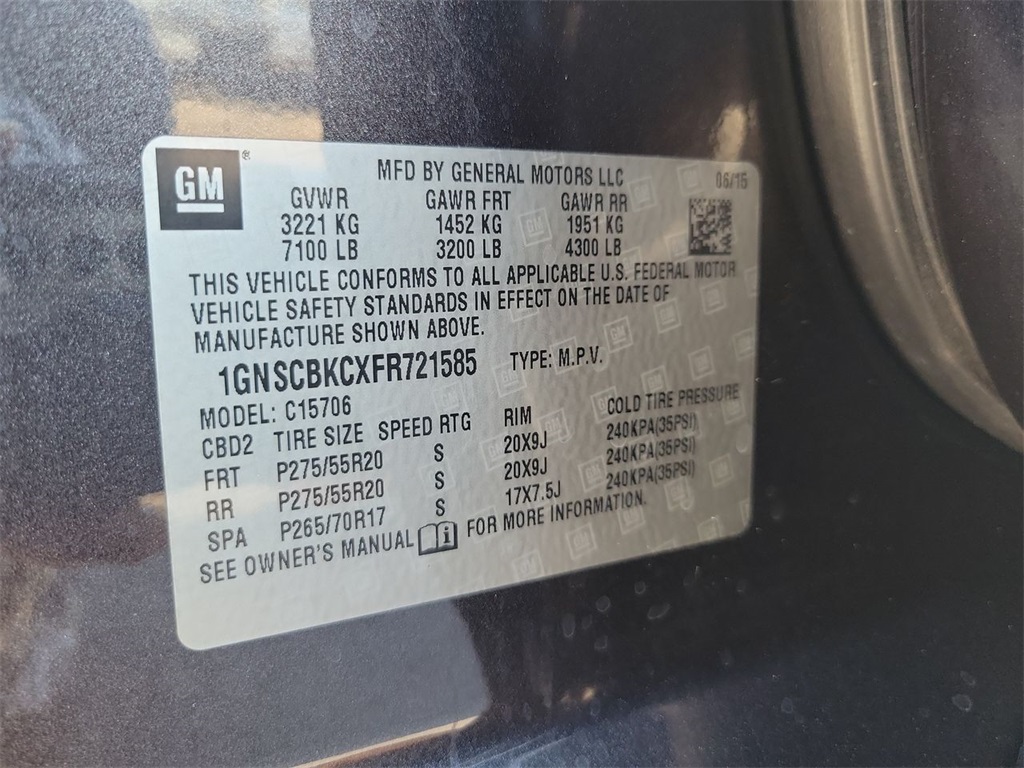 GM®
MFD BY GENERAL MOTORS LLC 06/15
GVWR GAWR FRT GAWR RR
3221 KG 1452 KG 1951 KG
7100 LB 3200 LB 4300 LB
THIS VEHICLE CONFORMS TO ALL APPLICABLE U.S. FEDERAL MOTOR
VEHICLE SAFETY STANDARDS IN EFFECT ON THE DATE OF
MANUFACTURE SHOWN ABOVE.
1GNSCBKCXFR721585 TYPE: M.P.V.
MODEL: C15706
CBD2 TIRE SIZE SPEED RTG RIM COLD TIRE PRESSURE
FRT P275/55R20 S 20X9J 240KPA(35PSI)
RR P275/55R20 S 20X9J 240KPA(35PSI)
SPA P265/70R17 S 17X7.5J 240KPA(35PSI)
SEE OWNER'S MANUAL FOR MORE INFORMATION.